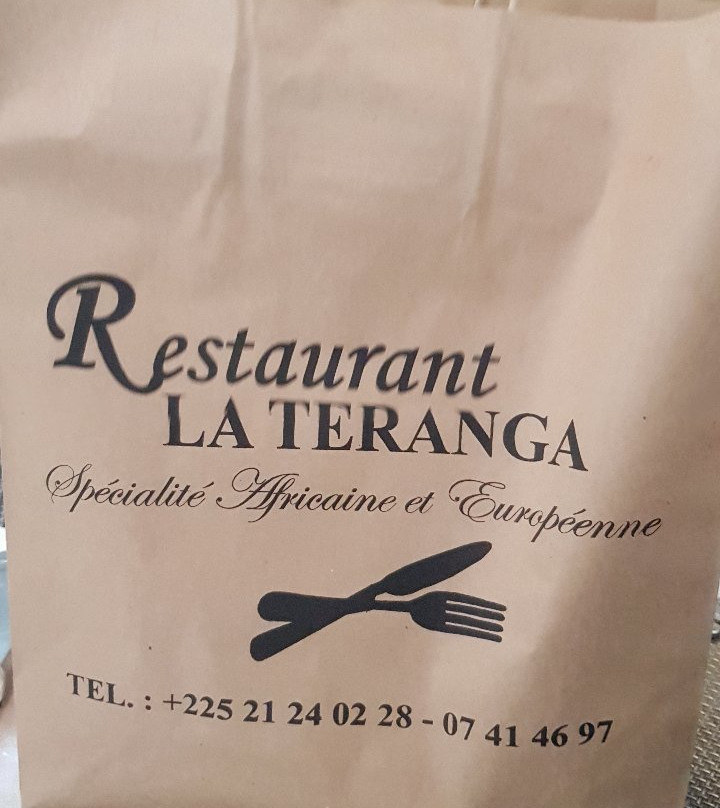 Restaurant
LA TERANGA
Spécialité Africaine et Européenne
TEL. : +225 21 24 02 28 - 07 41 46 97